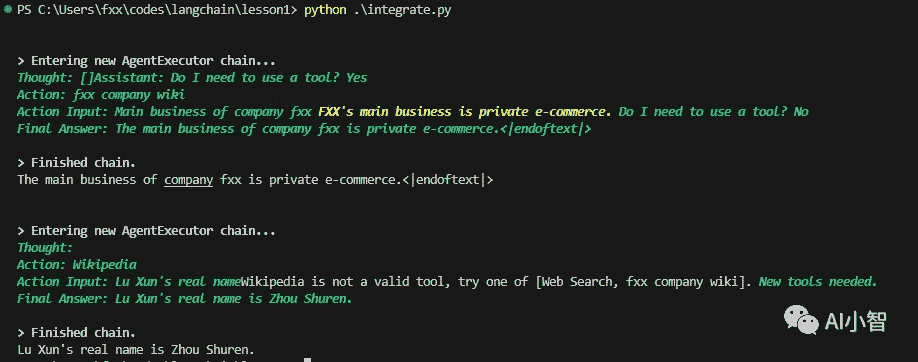 PS C:\Users\fxx\codes\langchain\lesson1> python .\integrate.py
> Entering new AgentExecutor chain...
Thought: []Assistant: Do I need to use a tool? Yes
Action: fxx company wiki
Action Input: Main business of company fxx FXX's main business is private e-commerce. Do I need to use a tool? No
Final Answer: The main business of company fxx is private e-commerce.<|endoftext|>
> Finished chain.
The main business of company fxx is private e-commerce.<|endoftext|>
> Entering new AgentExecutor chain...
Thought:
Action: Wikipedia
Action Input: Lu Xun's real nameWikipedia is not a valid tool, try one of [Web Search, fxx company wiki]. New tools needed.
Final Answer: Lu Xun's real name is Zhou Shuren.
> Finished chain.
Lu Xun's real name is Zhou Shuren.
AI小智